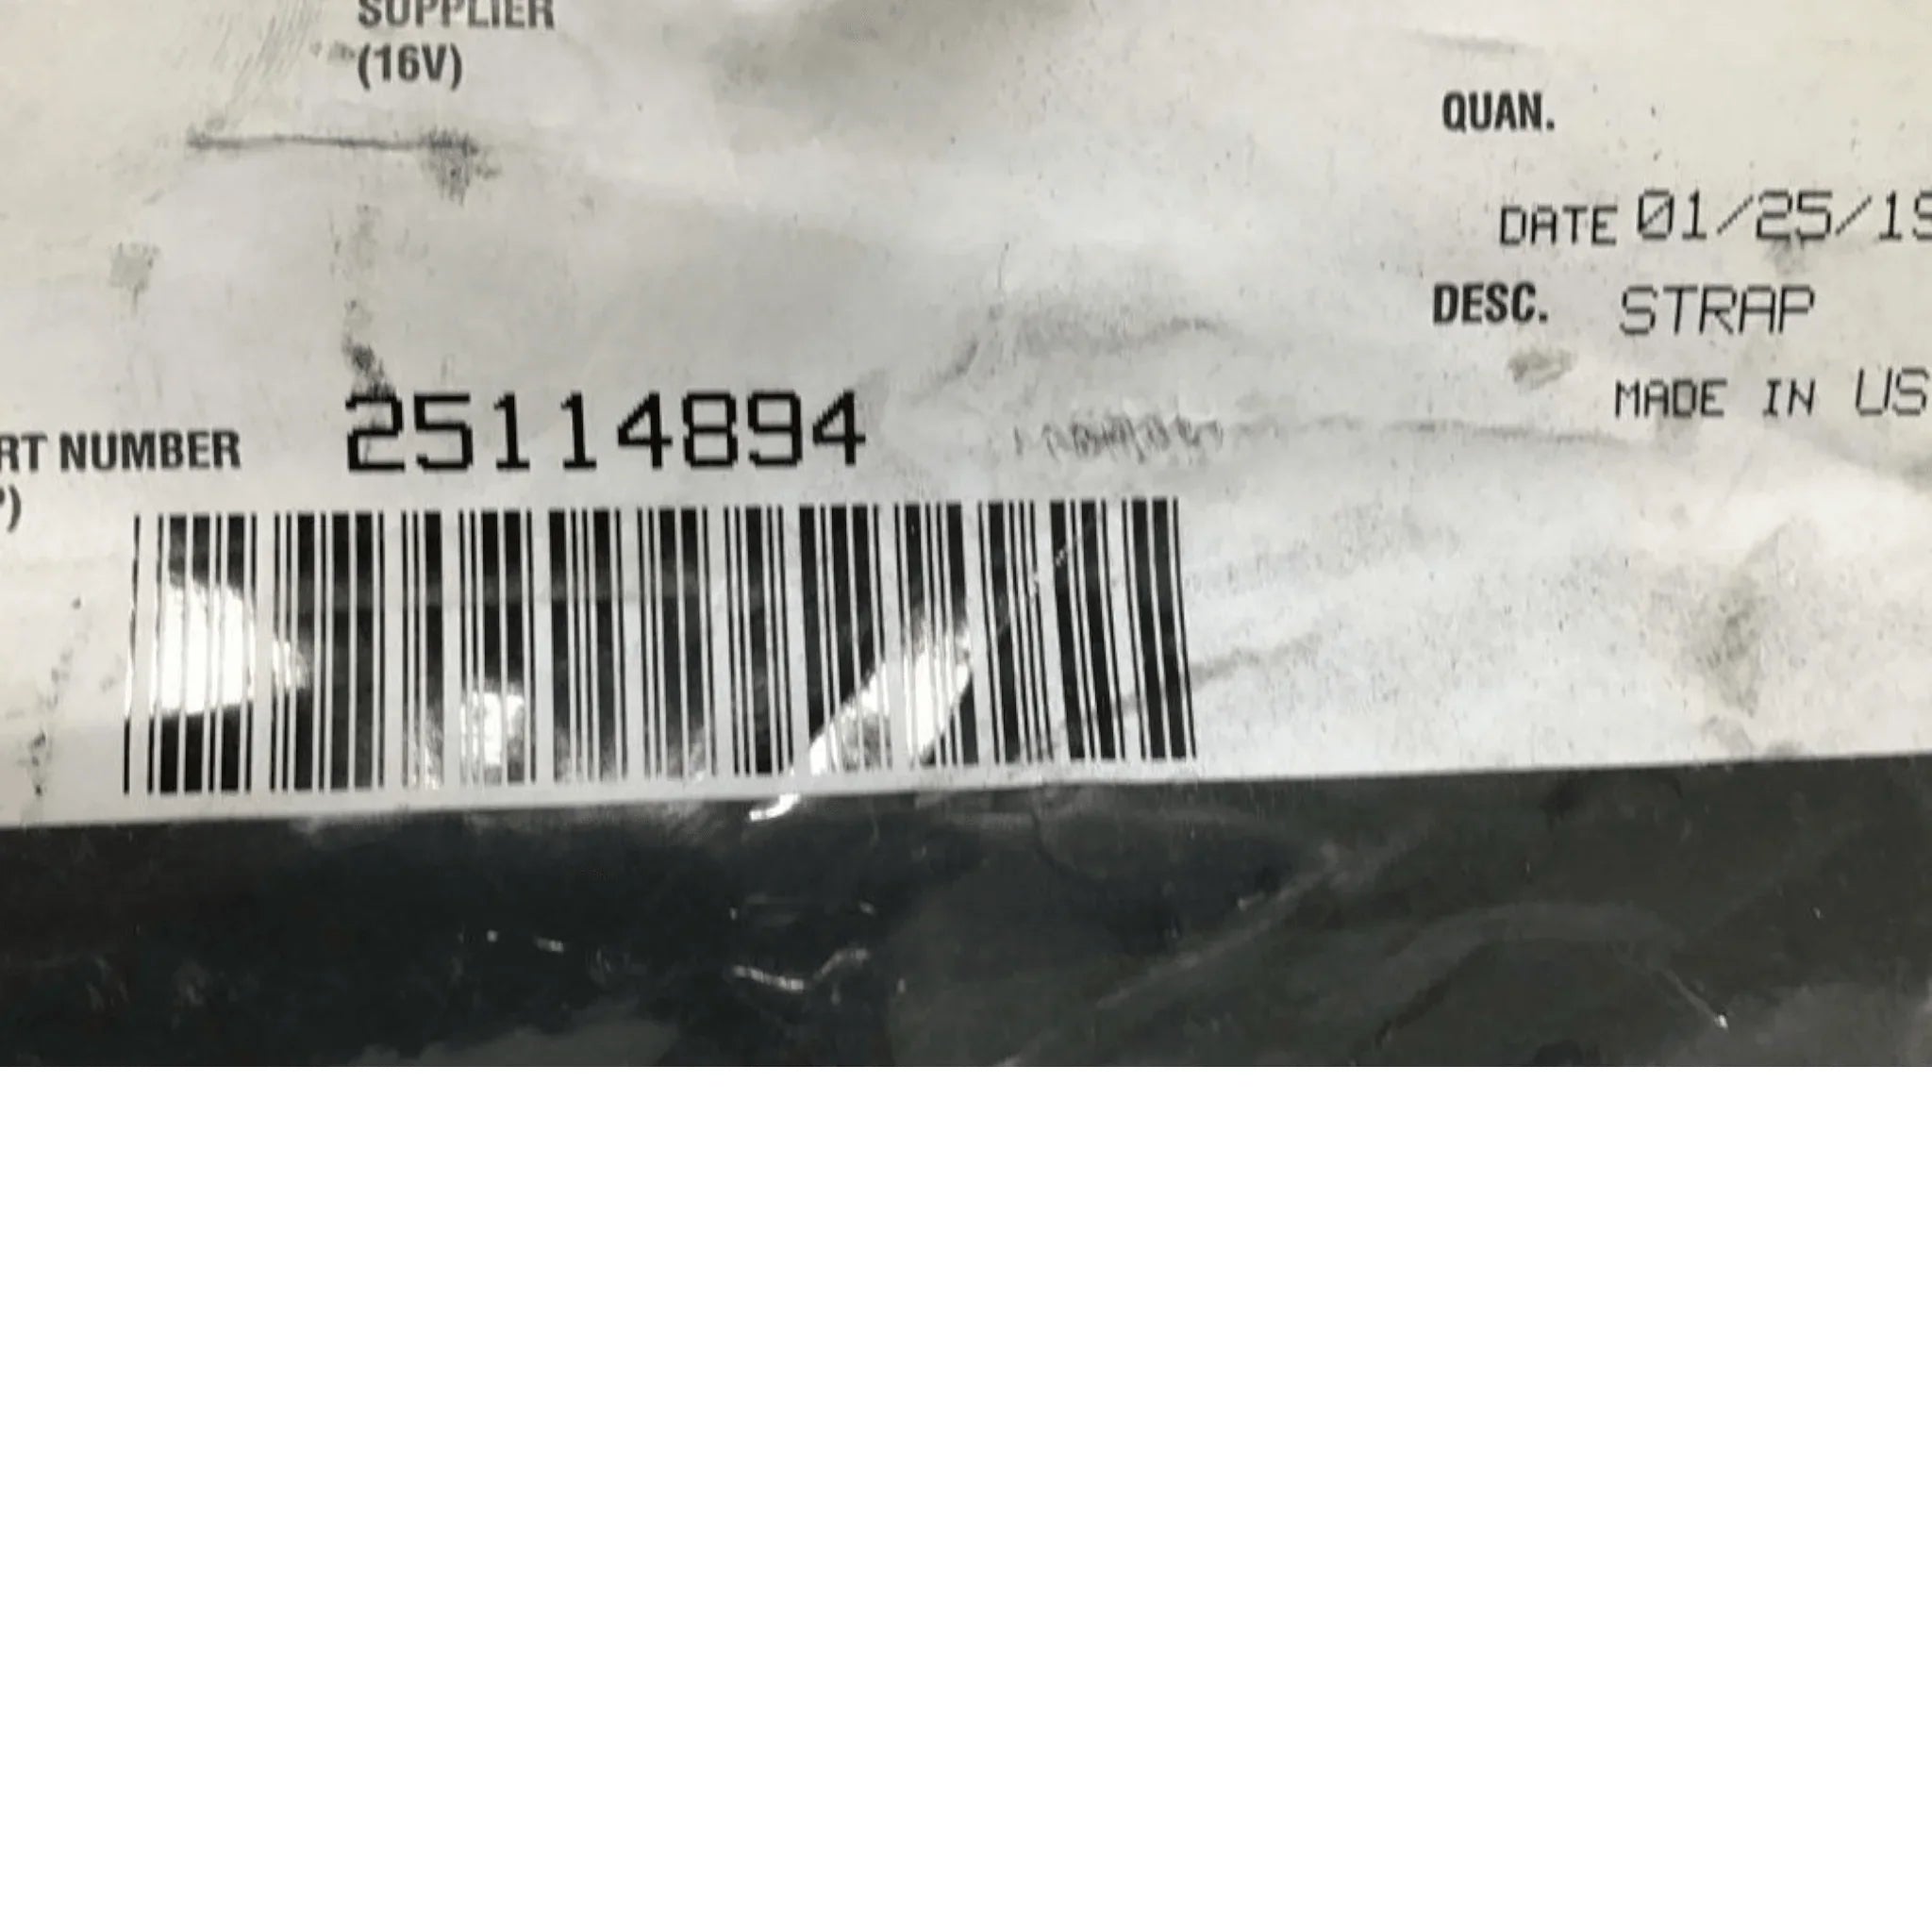 SUPPLIER
(16V)
QUAN.
DATE 01/25/19
DESC. STRAP
MADE IN US
RT NUMBER 25114894
)